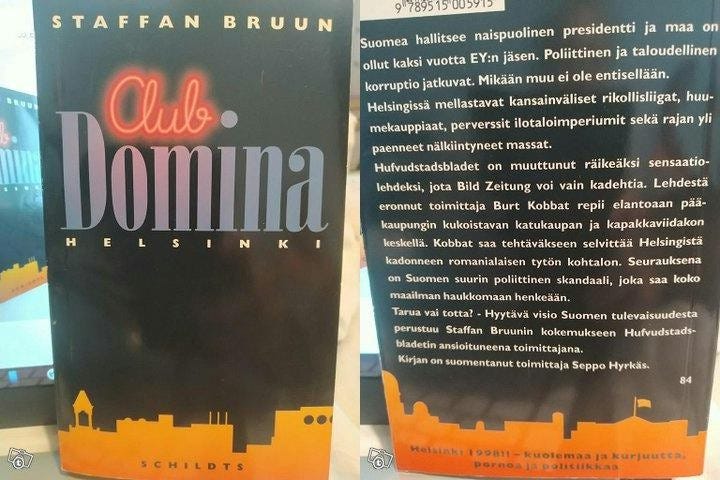 STAFFAN BRUUN
Club
Domina
HELSINKI
SCHILDTS
9 789515 005915
Suomea hallitsee naispuolinen presidentti ja maa on
ollut kaksi vuotta EY:n jäsen. Poliittinen ja taloudellinen
korruptio jatkuvat. Mikään muu ei ole entisellään.
Helsingissä mellastavat kansainväliset rikollisliigat, huu-
mekauppiaat, perverssit ilotaloimperiumit sekä rajan yli
paenneet nälkiintyneet massat.
Hufvudstadsbladet on muuttunut räikeäksi sensaatio-
lehdeksi, jota Bild Zeitung voi vain kadehtia. Lehdestä
eronnut toimittaja Burt Kobbat repii elantoaan pää-
kaupungin kukoistavan katukaupan ja kapakkaviidakon
keskellä. Kobbat saa tehtäväkseen selvittää Helsingistä
kadonneen romanialaisen tytön kohtalon. Seurauksena
on Suomen suurin poliittinen skandaali, joka saa koko
maailman haukkomaan henkeään.
Tarua vai totta? - Hyytävä visio Suomen tulevaisuudesta
perustuu Staffan Bruunin kokemukseen Hufvudstads-
bladetin ansioituneena toimittajana.
Kirjan on suomentanut toimittaja Seppo Hyrkäs.
84
Helsinki 1998!! – kuolemaa ja kurjuutta,
pornoa ja politiikkaa